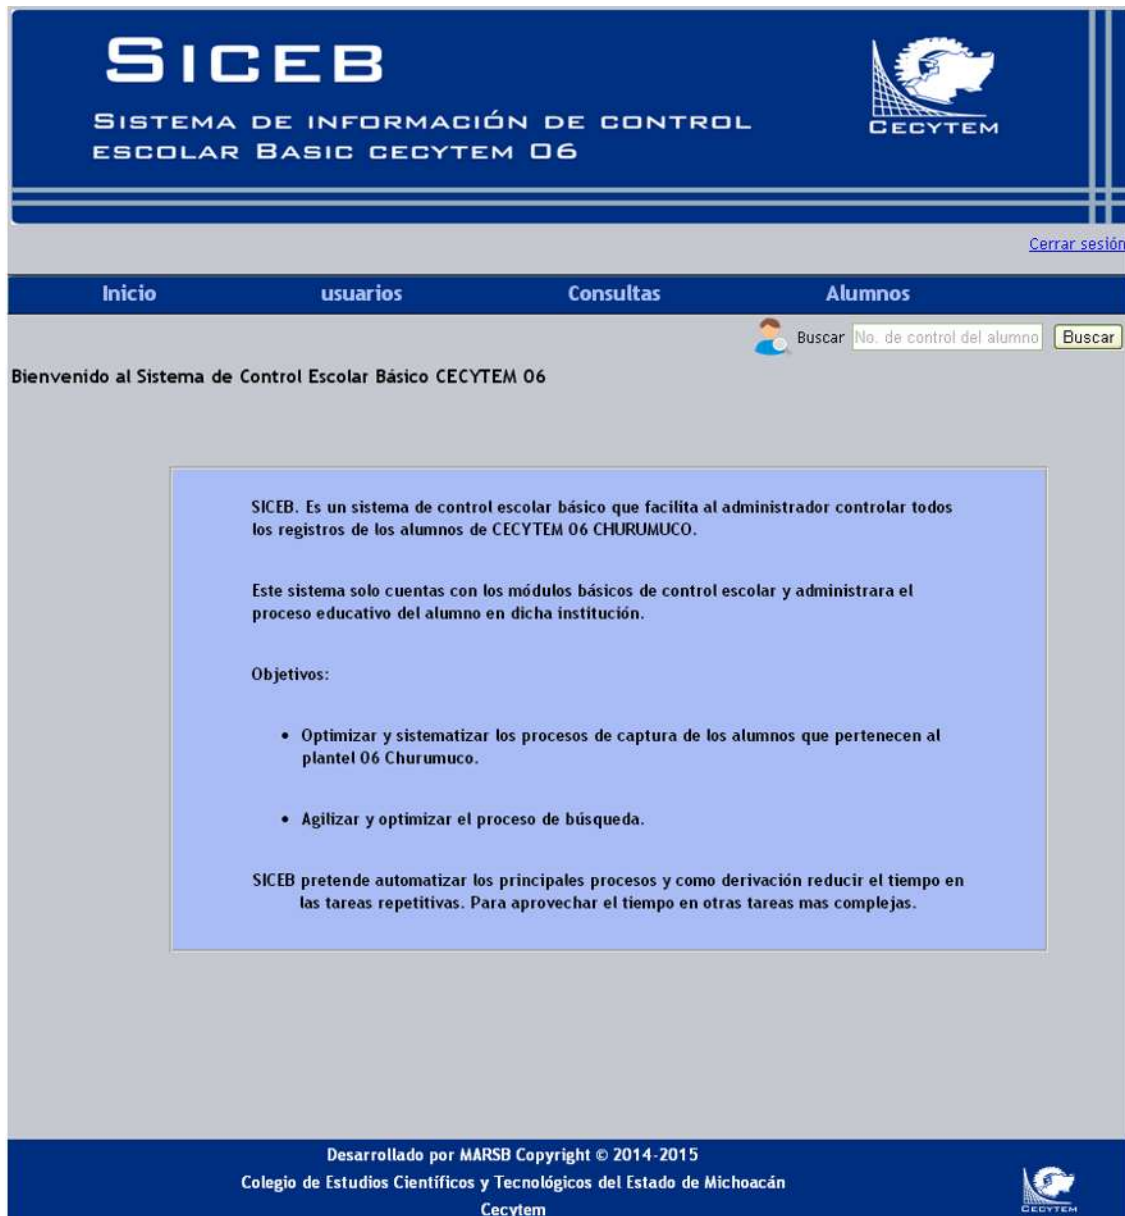 SICEB
SISTEMA DE INFORMACIÓN DE CONTROL
ESCOLAR BASIC CECYTEM 06
CECYTEM
Cerrar sesión
Inicio usuarios Consultas Alumnos
Buscar No. de control del alumno Buscar
Bienvenido al Sistema de Control Escolar Básico CECYTEM 06
SICEB. Es un sistema de control escolar básico que facilita al administrador controlar todos
los registros de los alumnos de CECYTEM 06 CHURUMUCO.
Este sistema solo cuentas con los módulos básicos de control escolar y administrara el
proceso educativo del alumno en dicha institución.
Objetivos:
• Optimizar y sistematizar los procesos de captura de los alumnos que pertenecen al
plantel 06 Churumuco.
• Agilizar y optimizar el proceso de búsqueda.
SICEB pretende automatizar los principales procesos y como derivación reducir el tiempo en
las tareas repetitivas. Para aprovechar el tiempo en otras tareas mas complejas.
Desarrollado por MARSB Copyright © 2014-2015
Colegio de Estudios Científicos y Tecnológicos del Estado de Michoacán
Cecytem
CECYTEM